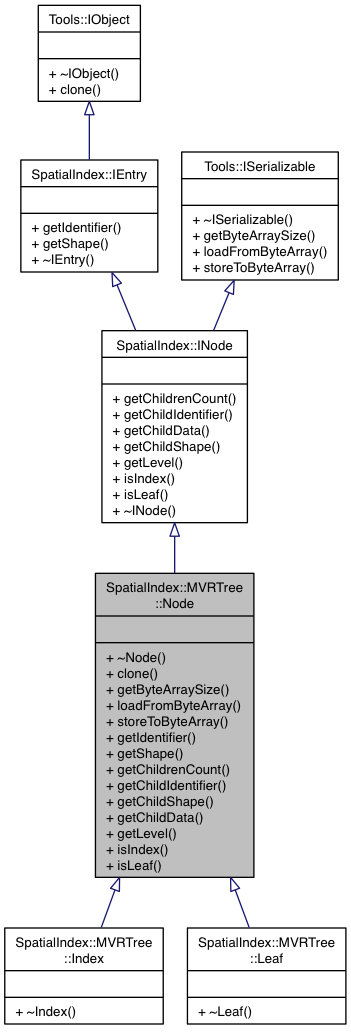 Tools::IObject
+ ~IObject()
+ clone()
SpatialIndex::IEntry
+ getIdentifier()
+ getShape()
+ ~IEntry()
Tools::ISerializable
+ ~ISerializable()
+ getByteArraySize()
+ loadFromByteArray()
+ storeToByteArray()
SpatialIndex::INode
+ getChildrenCount()
+ getChildIdentifier()
+ getChildData()
+ getChildShape()
+ getLevel()
+ isIndex()
+ isLeaf()
+ ~INode()
SpatialIndex::MVRTree
::Node
+ ~Node()
+ clone()
+ getByteArraySize()
+ loadFromByteArray()
+ storeToByteArray()
+ getIdentifier()
+ getShape()
+ getChildrenCount()
+ getChildIdentifier()
+ getChildShape()
+ getChildData()
+ getLevel()
+ isIndex()
+ isLeaf()
SpatialIndex::MVRTree
::Index
+ ~Index()
SpatialIndex::MVRTree
::Leaf
+ ~Leaf()